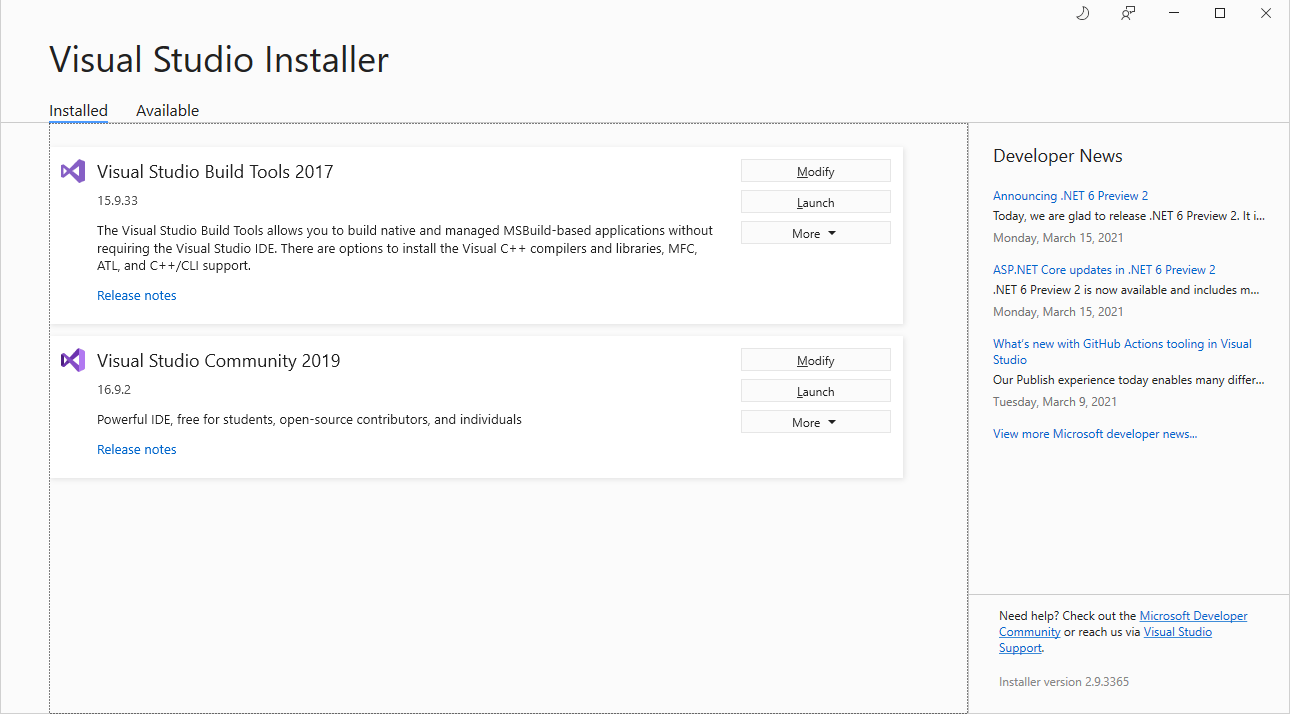 Visual Studio Installer
Installed
Available
Visual Studio Build Tools 2017
15.9.33
The Visual Studio Build Tools allows you to build native and managed MSBuild-based applications without
requiring the Visual Studio IDE. There are options to install the Visual C++ compilers and libraries, MFC,
ATL, and C++/CLI support.
Release notes
Modify
Launch
More
Visual Studio Community 2019
16.9.2
Powerful IDE, free for students, open-source contributors, and individuals
Release notes
Modify
Launch
More
Developer News
Announcing .NET 6 Preview 2
Today, we are glad to release .NET 6 Preview 2. It i...
Monday, March 15, 2021
ASP.NET Core updates in .NET 6 Preview 2
.NET 6 Preview 2 is now available and includes m...
Monday, March 15, 2021
What's new with GitHub Actions tooling in Visual
Studio
Our Publish experience today enables many differ...
Tuesday, March 9, 2021
View more Microsoft developer news...
Need help? Check out the Microsoft Developer
Community or reach us via Visual Studio
Support.
Installer version 2.9.3365